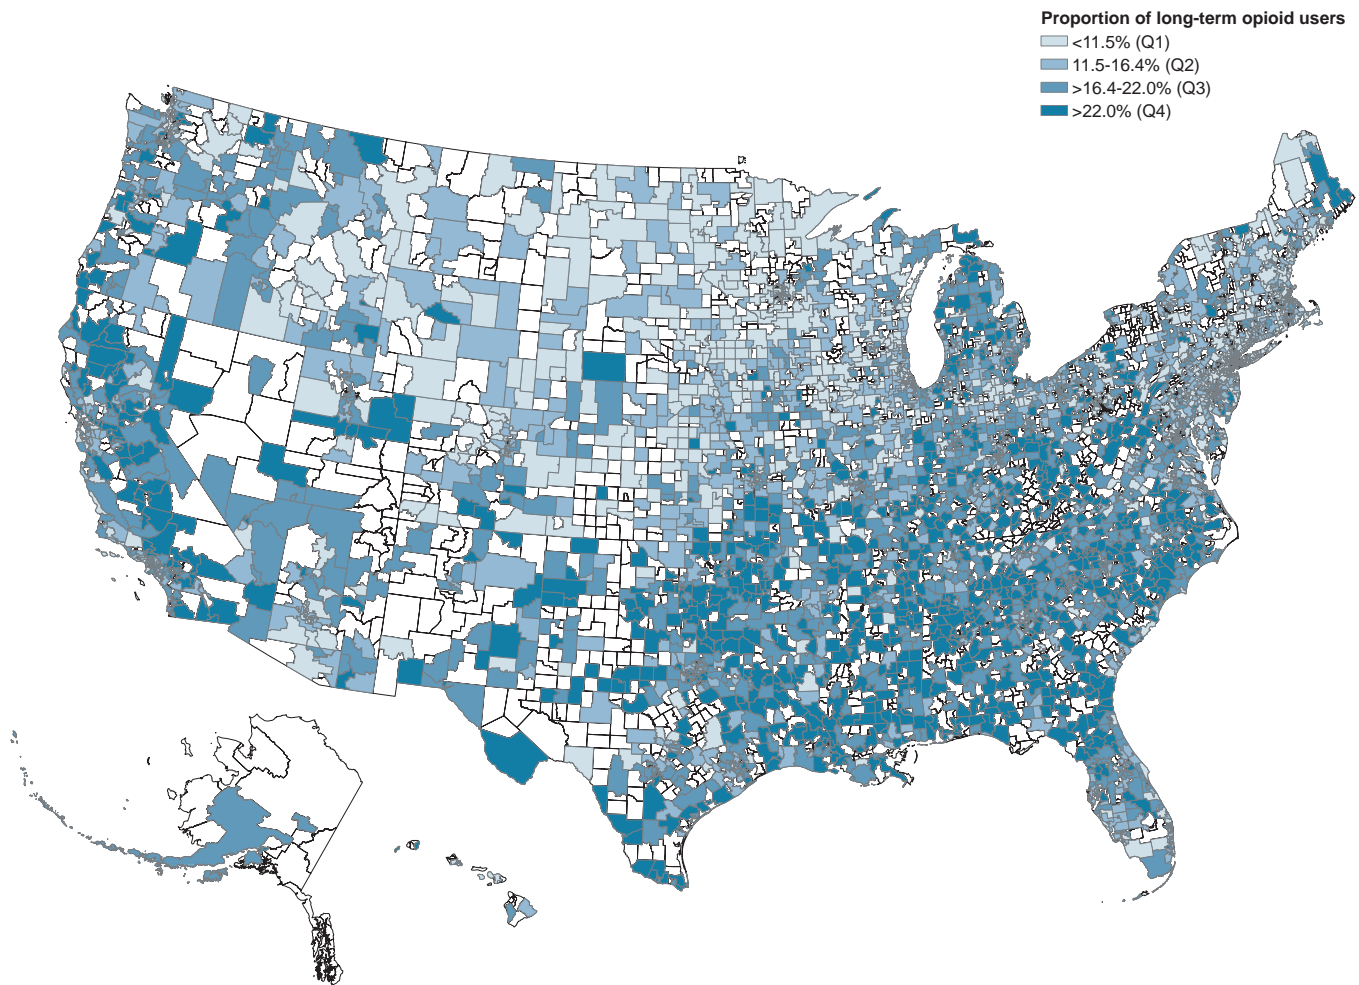 Proportion of long-term opioid users
<11.5% (Q1)
11.5-16.4% (Q2)
>16.4-22.0% (Q3)
>22.0% (Q4)